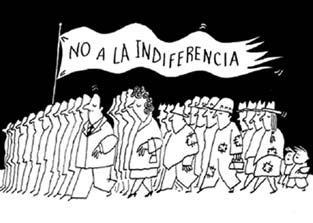 NO A LA INDIFERENCIA